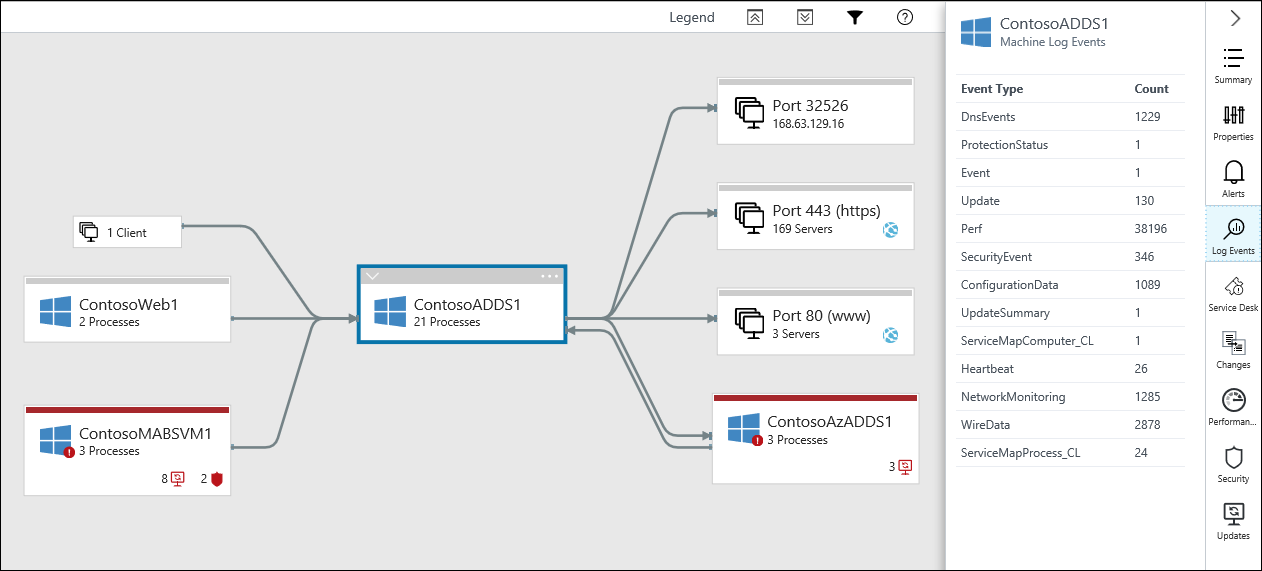 Legend
1 Client
ContosoWeb1
2 Processes
ContosoMABSVM1
3 Processes
8 2
ContosoADDS1
21 Processes
Port 32526
168.63.129.16
Port 443 (https)
169 Servers
Port 80 (www)
3 Servers
ContosoAzADDS1
3 Processes
3
ContosoADDS1
Machine Log Events
Event Type Count
DnsEvents 1229
ProtectionStatus 1
Event 1
Update 130
Perf 38196
SecurityEvent 346
ConfigurationData 1089
UpdateSummary 1
ServiceMapComputer_CL 1
Heartbeat 26
NetworkMonitoring 1285
WireData 2878
ServiceMapProcess_CL 24
Summary
Properties
Alerts
Log Events
Service Desk
Changes
Performan...
Security
Updates